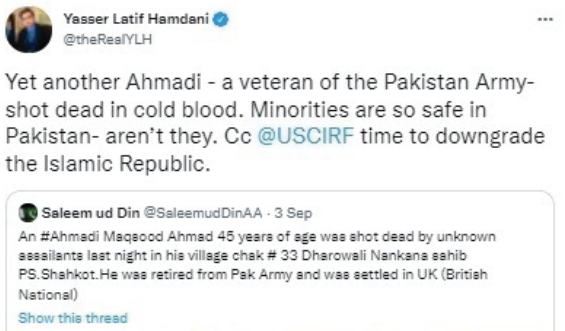 Yasser Latif Hamdani
@theRealYLH
Yet another Ahmadi - a veteran of the Pakistan Army-
shot dead in cold blood. Minorities are so safe in
Pakistan- aren't they. Cc @USCIRF time to downgrade
the Islamic Republic.
Saleem ud Din @SaleemudDinAA · 3 Sep
An #Ahmadi Maqsood Ahmad 45 years of age was shot dead by unknown
assailants last night in his village chak # 33 Dharowali Nankana sahib
PS.Shahkot.He was retired from Pak Army and was settled in UK (British
National)
Show this thread